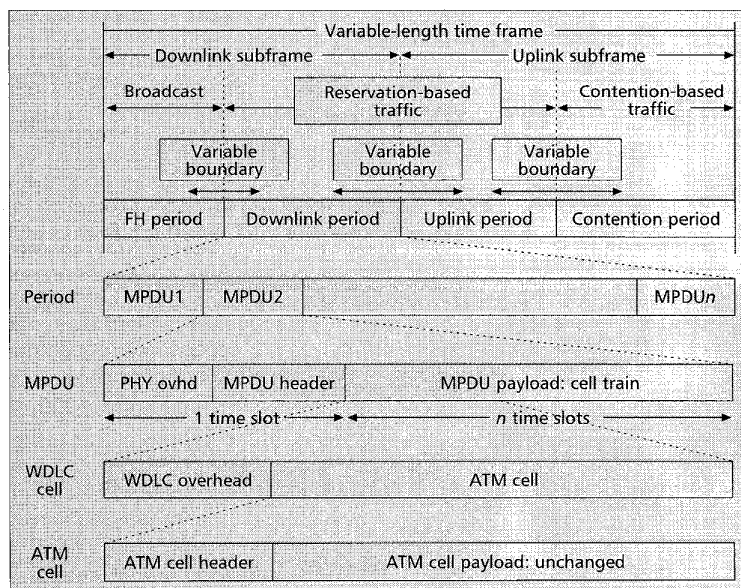 Variable-length time frame
Downlink subframe Uplink subframe
Broadcast Reservation-based traffic Contention-based traffic
Variable boundary Variable boundary Variable boundary
FH period Downlink period Uplink period Contention period
Period MPDU1 MPDU2 MPDUn
MPDU PHY ovhd MPDU header MPDU payload: cell train
1 time slot n time slots
WDLC cell WDLC overhead ATM cell
ATM cell ATM cell header ATM cell payload: unchanged